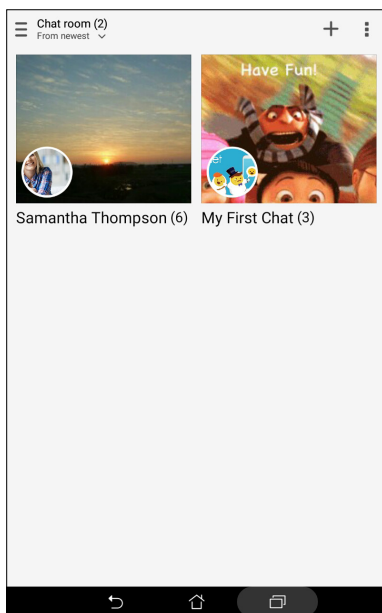 Chat room (2)
From newest
Have Fun!
Samantha Thompson (6)
My First Chat (3)